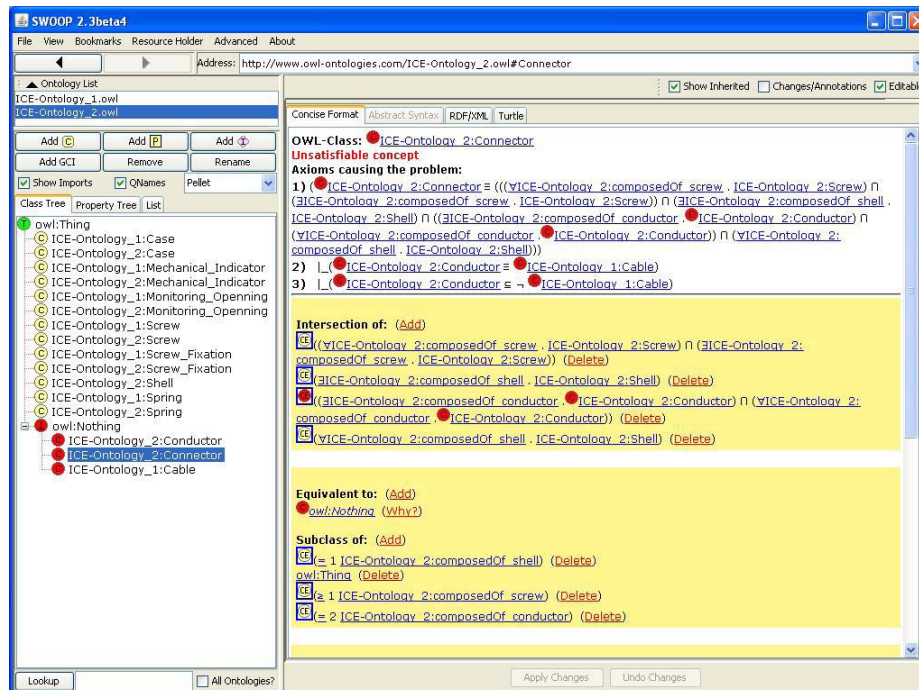 SWOOP 2.3beta4
File View Bookmarks Resource Holder Advanced About
Address: http://www.owl-ontologies.com/ICE-Ontology_2.owl#Connector
Ontology List
Show Inherited Changes/Annotations Editabl
ICE-Ontology_1.owl
ICE-Ontology_2.owl
Add C Add P Add I
Add GCI Remove Rename
Show Imports QNames Pellet
Class Tree Property Tree List
T owl:Thing
C ICE-Ontology_1:Case
C ICE-Ontology_2:Case
C ICE-Ontology_1:Mechanical_Indicator
C ICE-Ontology_2:Mechanical_Indicator
C ICE-Ontology_1:Monitoring_Openning
C ICE-Ontology_2:Monitoring_Openning
C ICE-Ontology_1:Screw
C ICE-Ontology_2:Screw
C ICE-Ontology_1:Screw_Fixation
C ICE-Ontology_2:Screw_Fixation
C ICE-Ontology_2:Shell
C ICE-Ontology_1:Spring
C ICE-Ontology_2:Spring
owl:Nothing
C ICE-Ontology_2:Conductor
C ICE-Ontology_2:Connector
C ICE-Ontology_1:Cable
Lookup All Ontologies?
Concise Format Abstract Syntax RDF/XML Turtle
OWL-Class: C ICE-Ontology_2:Connector
Unsatisfiable concept
Axioms causing the problem:
1) (C ICE-Ontology_2:Connector ≡ (((∀ICE-Ontology_2:composedOf_screw . ICE-Ontology_2:Screw) ⊓
(∃ICE-Ontology_2:composedOf_screw . ICE-Ontology_2:Screw)) ⊓ (∃ICE-Ontology_2:composedOf_shell .
ICE-Ontology_2:Shell) ⊓ ((∃ICE-Ontology_2:composedOf_conductor . C ICE-Ontology_2:Conductor) ⊓
(∀ICE-Ontology_2:composedOf_conductor . C ICE-Ontology_2:Conductor)) ⊓ (∀ICE-Ontology_2:
composedOf_shell . ICE-Ontology_2:Shell)))
2) |_(C ICE-Ontology_2:Conductor ≡ C ICE-Ontology_1:Cable)
3) |_(C ICE-Ontology_2:Conductor ⊆ ¬ C ICE-Ontology_1:Cable)
Intersection of: (Add)
CE ((∀ICE-Ontology_2:composedOf_screw . ICE-Ontology_2:Screw) ⊓ (∃ICE-Ontology_2:
composedOf_screw . ICE-Ontology_2:Screw)) (Delete)
CE (∃ICE-Ontology_2:composedOf_shell . ICE-Ontology_2:Shell) (Delete)
CE ((∃ICE-Ontology_2:composedOf_conductor . C ICE-Ontology_2:Conductor) ⊓ (∀ICE-Ontology_2:
composedOf_conductor . C ICE-Ontology_2:Conductor)) (Delete)
CE (∀ICE-Ontology_2:composedOf_shell . ICE-Ontology_2:Shell) (Delete)
Equivalent to: (Add)
C owl:Nothing (Why?)
Subclass of: (Add)
CE (= 1 ICE-Ontology_2:composedOf_shell) (Delete)
owl:Thing (Delete)
CE (≥ 1 ICE-Ontology_2:composedOf_screw) (Delete)
CE (= 2 ICE-Ontology_2:composedOf_conductor) (Delete)
Apply Changes Undo Changes